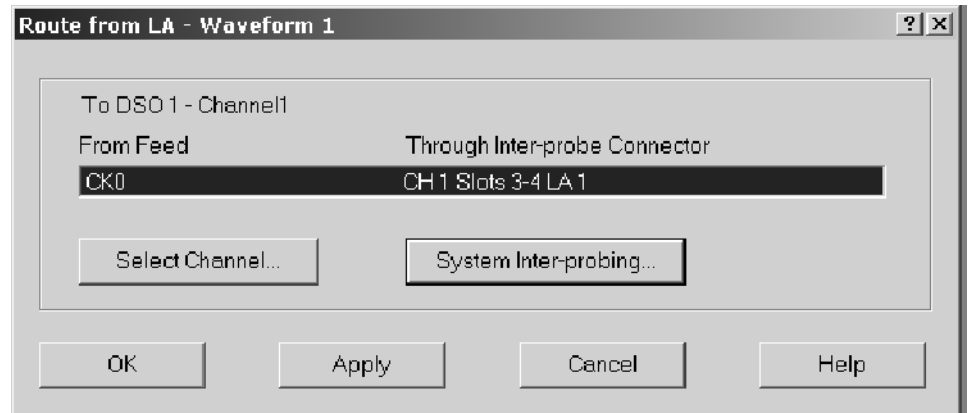 Route from LA - Waveform 1
? X
To DSO 1 - Channel1
From Feed Through Inter-probe Connector
CK0 CH 1 Slots 3-4 LA 1
Select Channel... System Inter-probing...
OK Apply Cancel Help